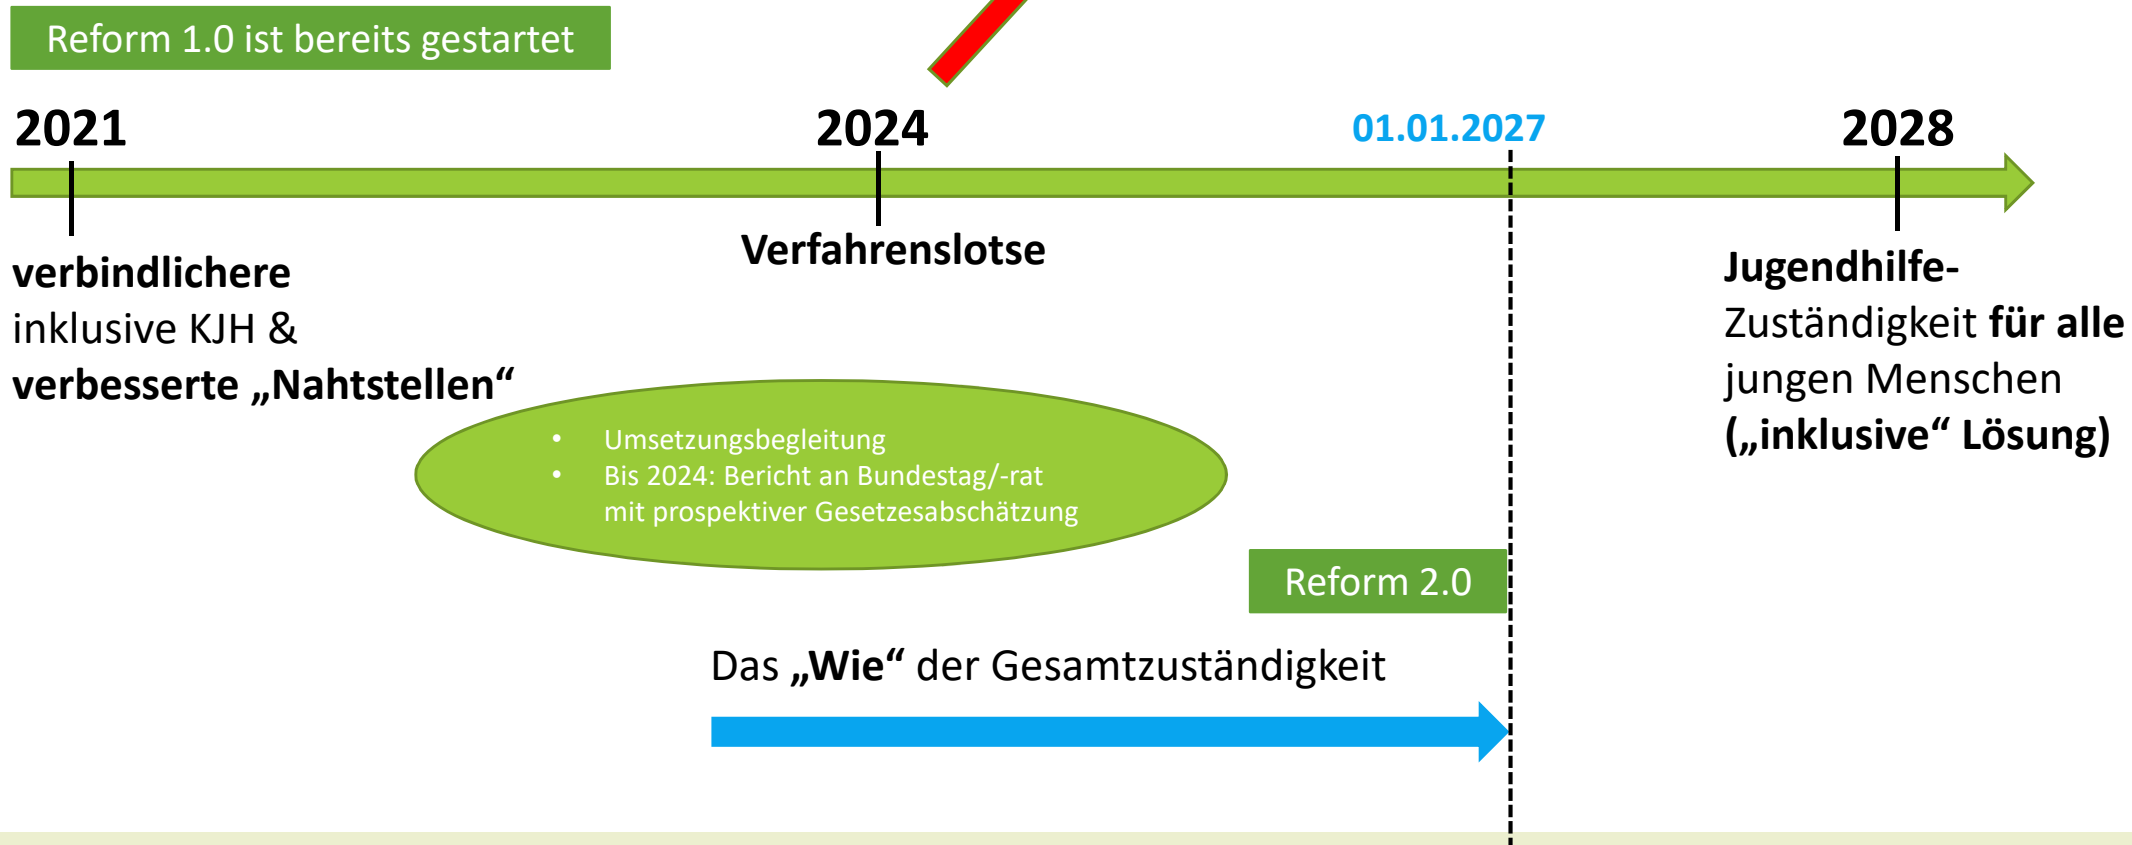 Reform 1.0 ist bereits gestartet
2021
2024
01.01.2027
2028
verbindlichere
inklusive KJH &
verbesserte „Nahtstellen“
Verfahrenslotse
Jugendhilfe-
Zuständigkeit für alle
jungen Menschen
(„inklusive“ Lösung)
• Umsetzungsbegleitung
• Bis 2024: Bericht an Bundestag/-rat
mit prospektiver Gesetzesabschätzung
Reform 2.0
Das „Wie“ der Gesamtzuständigkeit